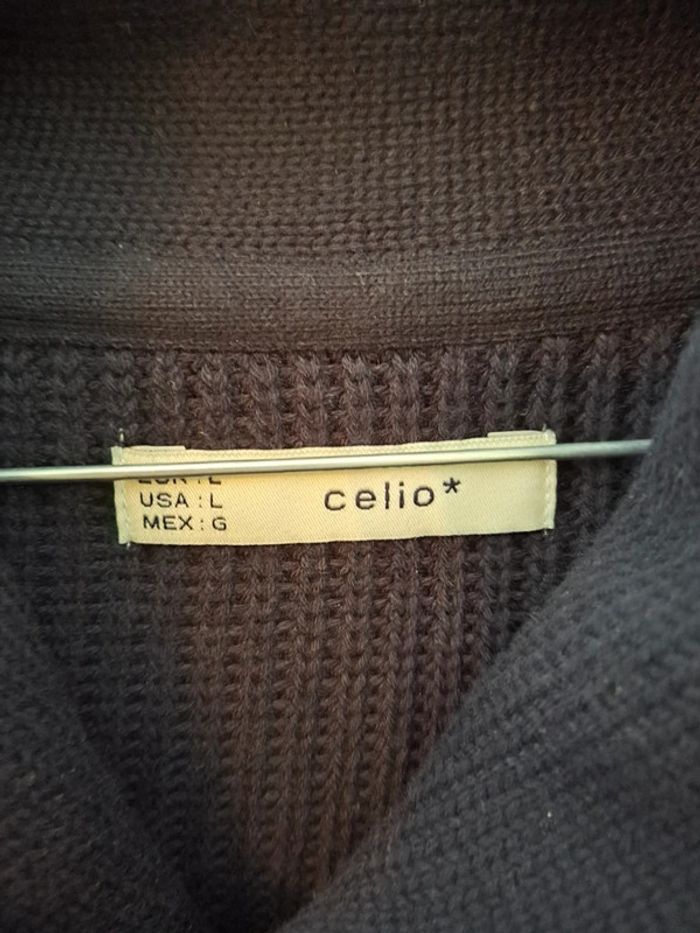 USA : L
MEX : G
celio*